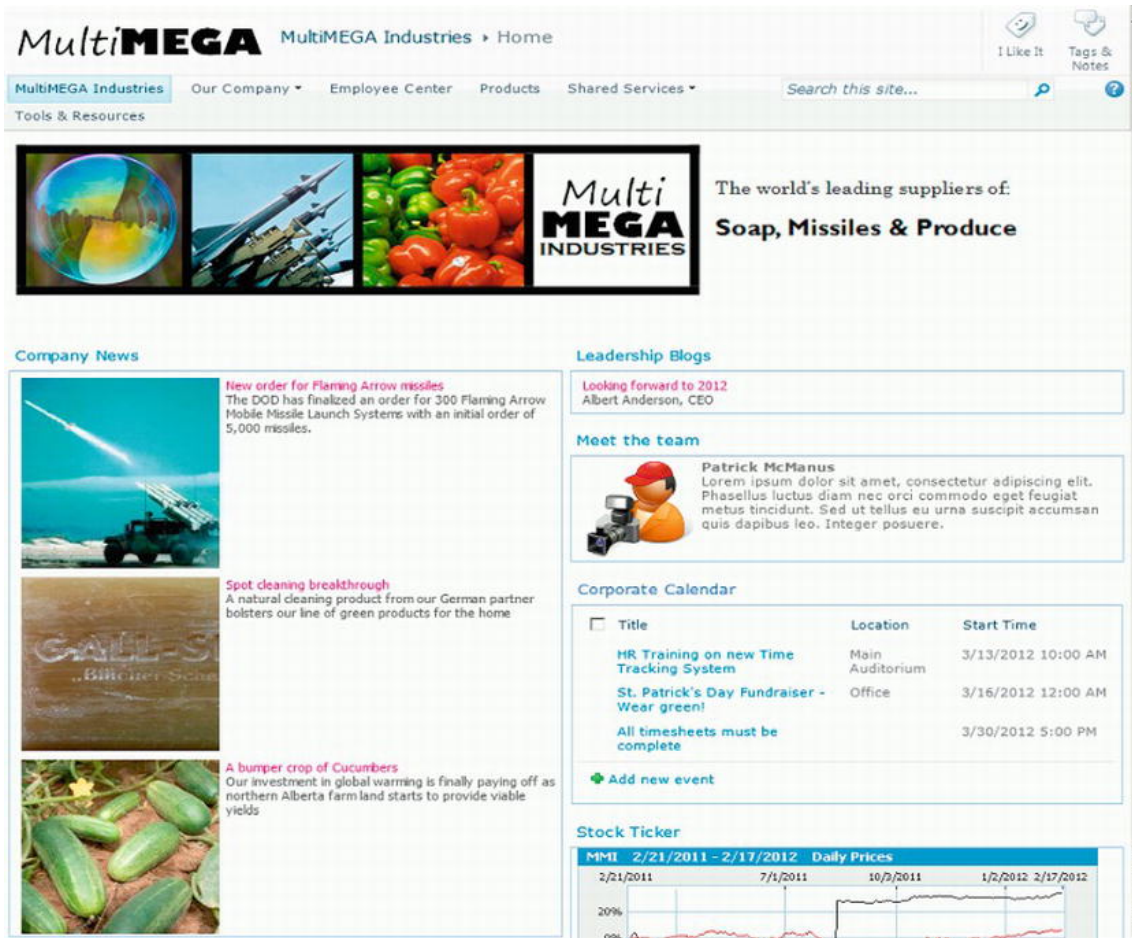 MultiMEGA MultiMEGA Industries ▸ Home
I Like It
Tags &
Notes
MultiMEGA Industries Our Company Employee Center Products Shared Services Search this site...
Tools & Resources
Multi
MEGA
INDUSTRIES
The world's leading suppliers of:
Soap, Missiles & Produce
Company News
New order for Flaming Arrow missiles
The DOD has finalized an order for 300 Flaming Arrow
Mobile Missile Launch Systems with an initial order of
5,000 missiles.
Spot cleaning breakthrough
A natural cleaning product from our German partner
bolsters our line of green products for the home
GALL-S
A bumper crop of Cucumbers
Our investment in global warming is finally paying off as
northern Alberta farm land starts to provide viable
yields
Leadership Blogs
Looking forward to 2012
Albert Anderson, CEO
Meet the team
Patrick McManus
Lorem ipsum dolor sit amet, consectetur adipiscing elit.
Phasellus luctus diam nec orci commodo eget feugiat
metus tincidunt. Sed ut tellus eu urna suscipit accumsan
quis dapibus leo. Integer posuere.
Corporate Calendar
Title Location Start Time
HR Training on new Time
Tracking System
Main
Auditorium
3/13/2012 10:00 AM
St. Patrick's Day Fundraiser -
Wear green!
Office
3/16/2012 12:00 AM
All timesheets must be
complete
3/30/2012 5:00 PM
Add new event
Stock Ticker
MMI 2/21/2011 - 2/17/2012 Daily Prices
2/21/2011 7/1/2011 10/3/2011 1/2/2012 2/17/2012
20%
0%